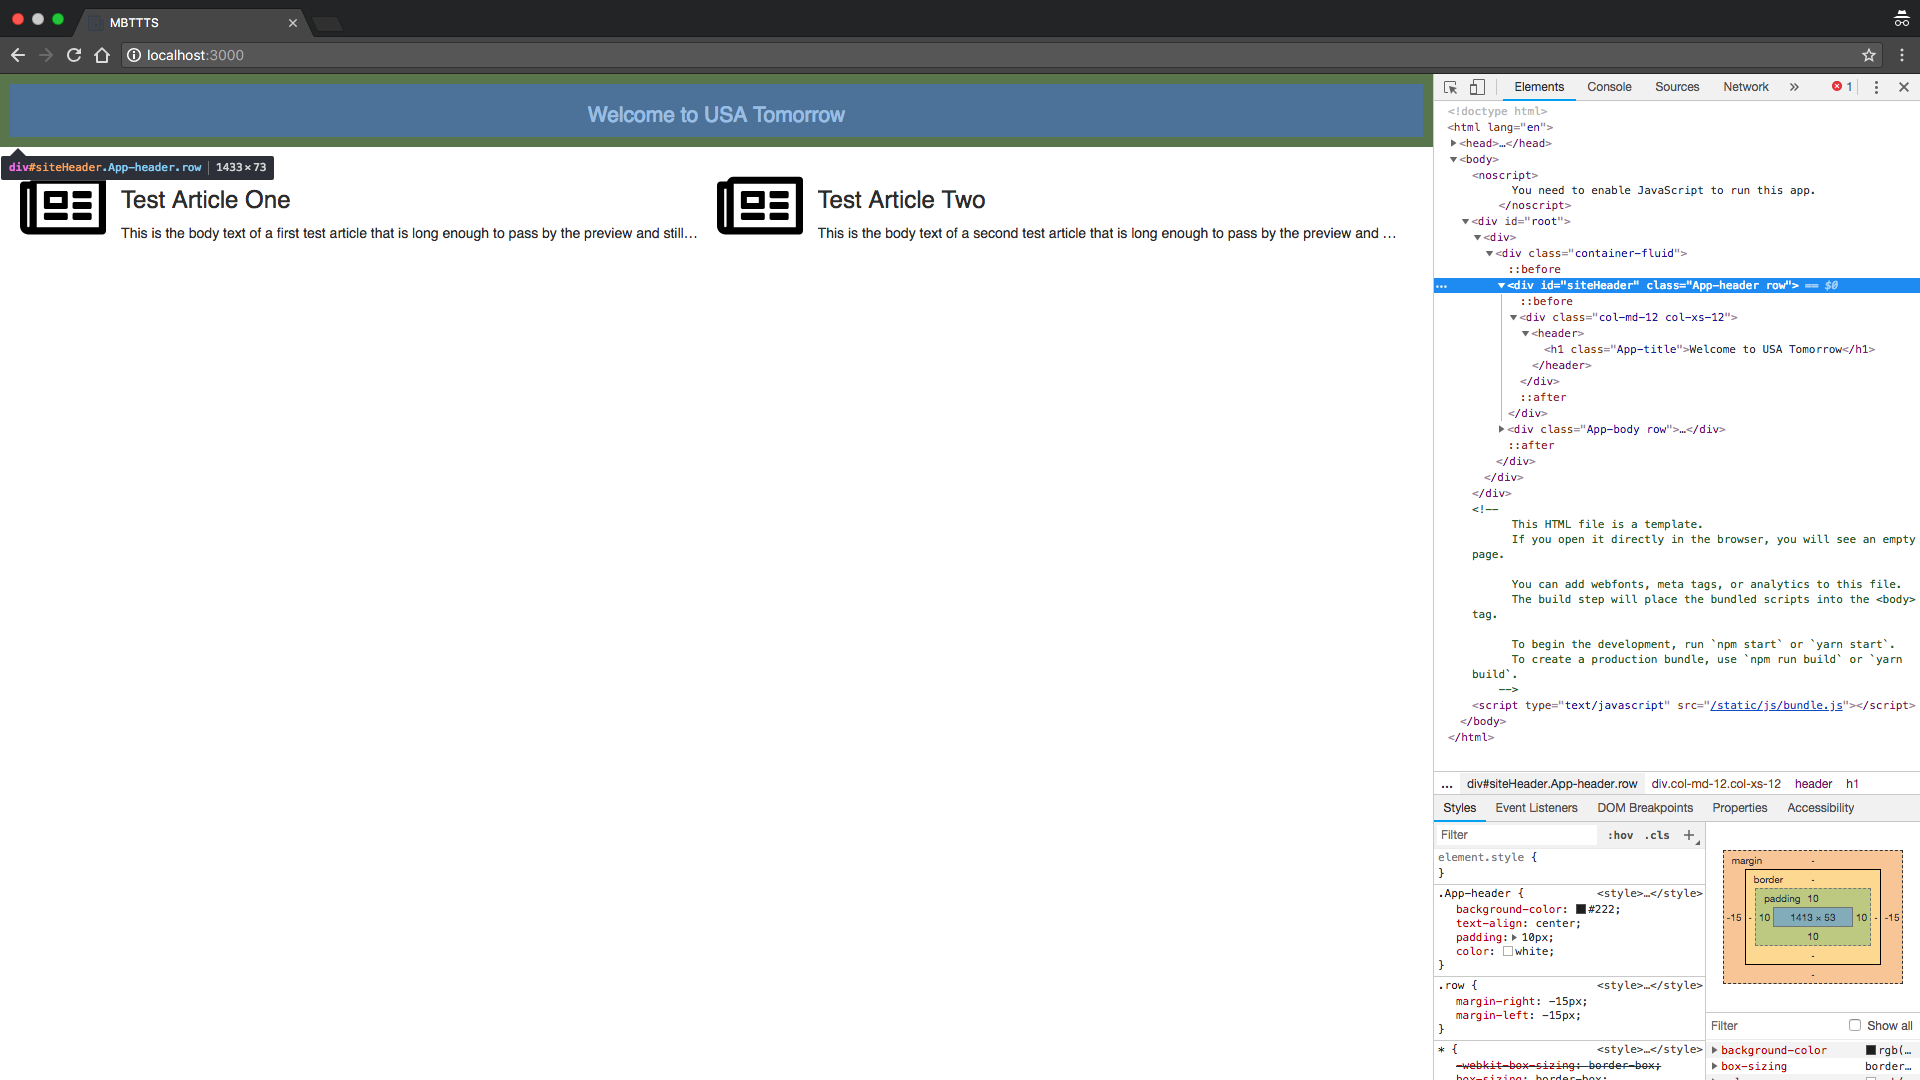 MBTTTS
localhost:3000
Welcome to USA Tomorrow
div#siteHeader.App-header.row | 1433 × 73
Test Article One
This is the body text of a first test article that is long enough to pass by the preview and still…
Test Article Two
This is the body text of a second test article that is long enough to pass by the preview and …
Elements Console Sources Network » 1
<!doctype html>
<html lang="en">
<head>…</head>
<body>
<noscript>
You need to enable JavaScript to run this app.
</noscript>
<div id="root">
<div>
<div class="container-fluid">
::before
… <div id="siteHeader" class="App-header row"> == $0
::before
<div class="col-md-12 col-xs-12">
<header>
<h1 class="App-title">Welcome to USA Tomorrow</h1>
</header>
</div>
::after
</div>
<div class="App-body row">…</div>
::after
</div>
</div>
</div>
<!--
This HTML file is a template.
If you open it directly in the browser, you will see an empty
page.
You can add webfonts, meta tags, or analytics to this file.
The build step will place the bundled scripts into the <body>
tag.
To begin the development, run `npm start` or `yarn start`.
To create a production bundle, use `npm run build` or `yarn
build`.
-->
<script type="text/javascript" src="/static/js/bundle.js"></script>
</body>
</html>
… div#siteHeader.App-header.row div.col-md-12.col-xs-12 header h1
Styles Event Listeners DOM Breakpoints Properties Accessibility
Filter :hov .cls +
element.style {
}
.App-header { <style>…</style>
background-color: #222;
text-align: center;
padding: 10px;
color: white;
}
.row { <style>…</style>
margin-right: -15px;
margin-left: -15px;
}
* { <style>…</style>
-webkit-box-sizing: border-box;
box-sizing: border-box;
margin -
border -
padding 10
-15 - 10 1413 × 53 10 - -15
10
-
-
Filter Show all
background-color rgb(…
box-sizing border…